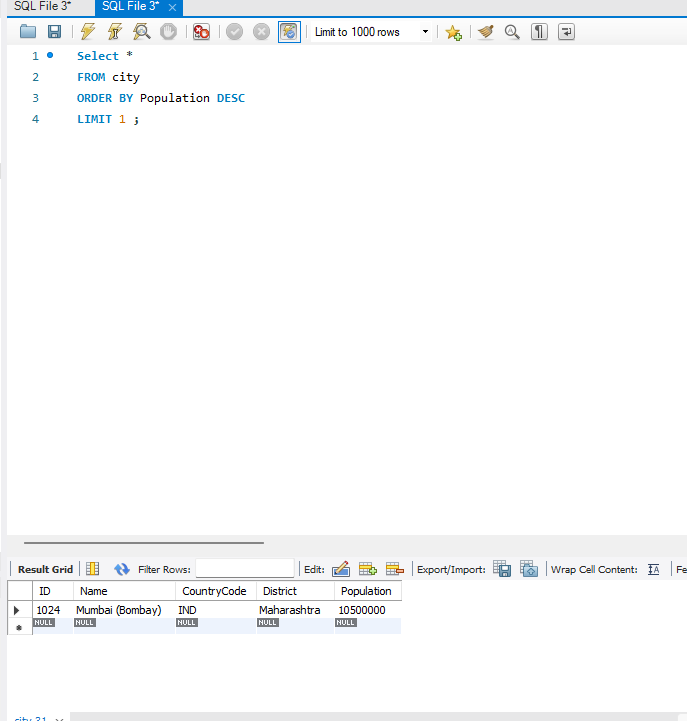 SQL File 3* SQL File 3*
Limit to 1000 rows
1 Select *
2 FROM city
3 ORDER BY Population DESC
4 LIMIT 1 ;
Result Grid Filter Rows: Edit: Export/Import: Wrap Cell Content: Fe
ID Name CountryCode District Population
1024 Mumbai (Bombay) IND Maharashtra 10500000
NULL NULL NULL NULL NULL
city 31